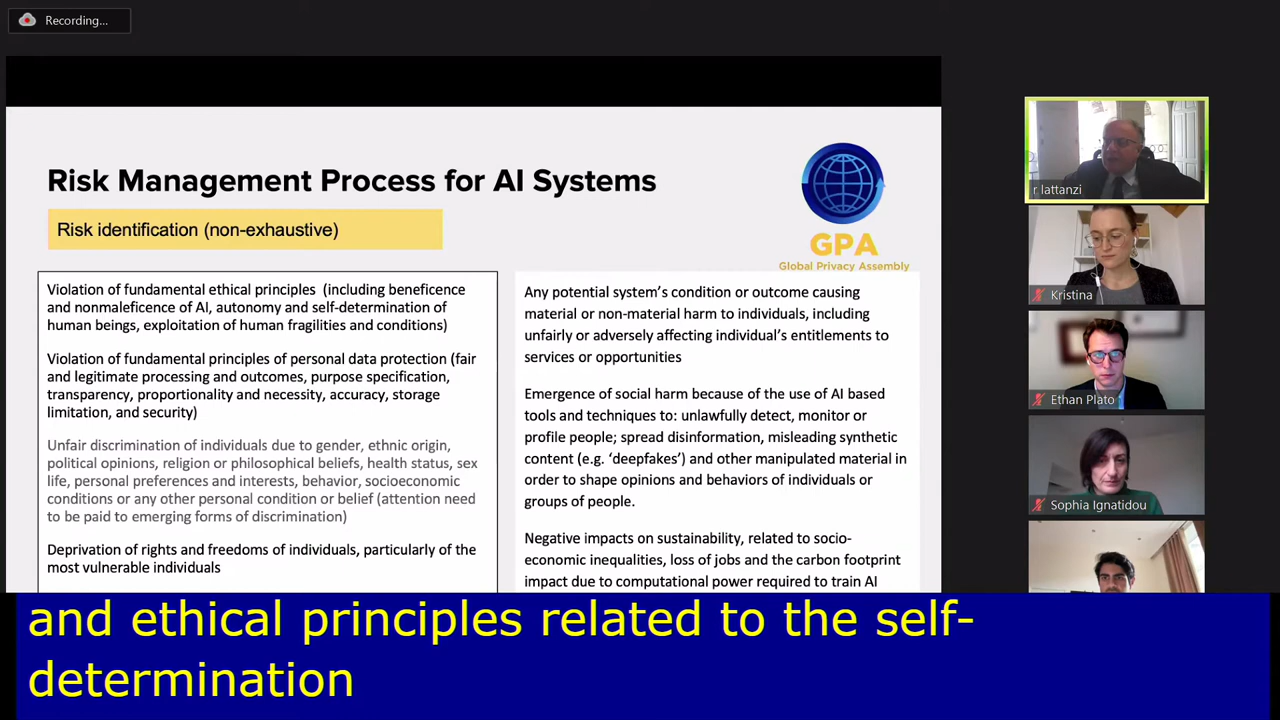 Recording...
Risk Management Process for AI Systems
Risk identification (non-exhaustive)
GPA
Global Privacy Assembly
Violation of fundamental ethical principles (including beneficence
and nonmaleficence of AI, autonomy and self-determination of
human beings, exploitation of human fragilities and conditions)
Violation of fundamental principles of personal data protection (fair
and legitimate processing and outcomes, purpose specification,
transparency, proportionality and necessity, accuracy, storage
limitation, and security)
Unfair discrimination of individuals due to gender, ethnic origin,
political opinions, religion or philosophical beliefs, health status, sex
life, personal preferences and interests, behavior, socioeconomic
conditions or any other personal condition or belief (attention need
to be paid to emerging forms of discrimination)
Deprivation of rights and freedoms of individuals, particularly of the
most vulnerable individuals
Any potential system's condition or outcome causing
material or non-material harm to individuals, including
unfairly or adversely affecting individual's entitlements to
services or opportunities
Emergence of social harm because of the use of AI based
tools and techniques to: unlawfully detect, monitor or
profile people; spread disinformation, misleading synthetic
content (e.g. 'deepfakes') and other manipulated material in
order to shape opinions and behaviors of individuals or
groups of people.
Negative impacts on sustainability, related to socio-
economic inequalities, loss of jobs and the carbon footprint
impact due to computational power required to train AI
r lattanzi
Kristina
Ethan Plato
Sophia Ignatidou
and ethical principles related to the self-
determination